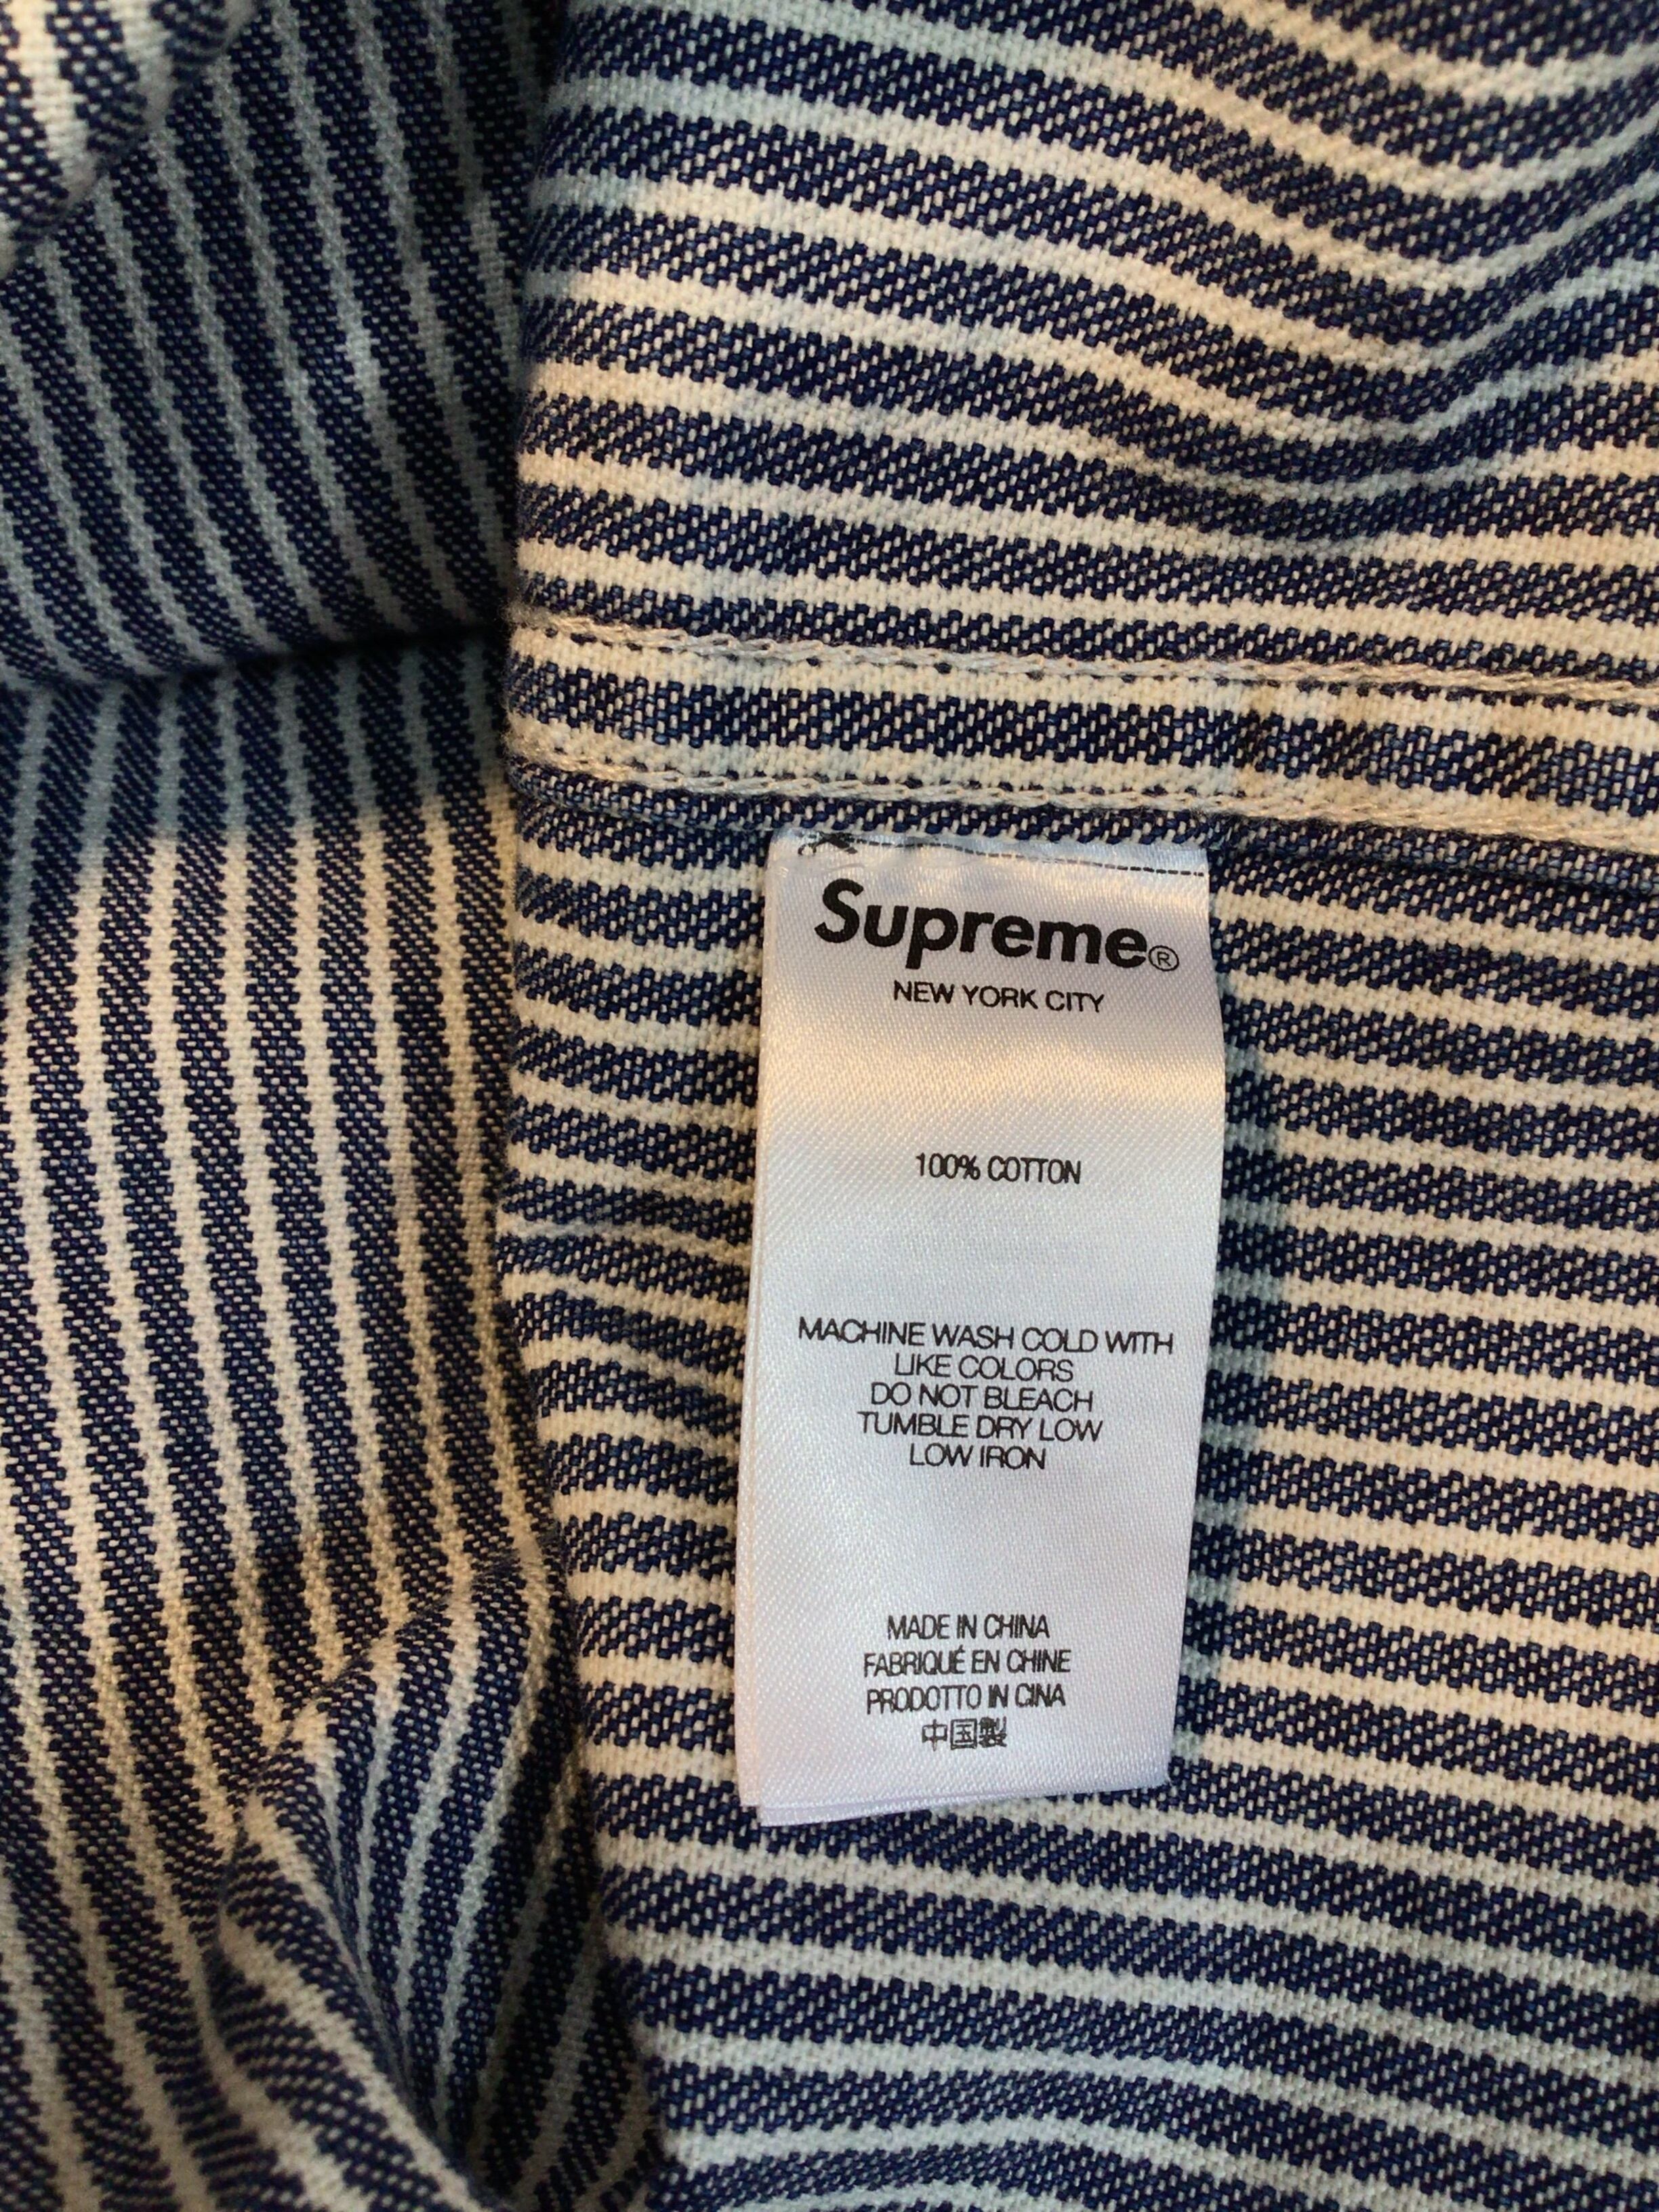 Supreme®
NEW YORK CITY
100% COTTON
MACHINE WASH COLD WITH
LIKE COLORS
DO NOT BLEACH
TUMBLE DRY LOW
LOW IRON
MADE IN CHINA
FABRIQUÉ EN CHINE
PRODOTTO IN CINA
中国製